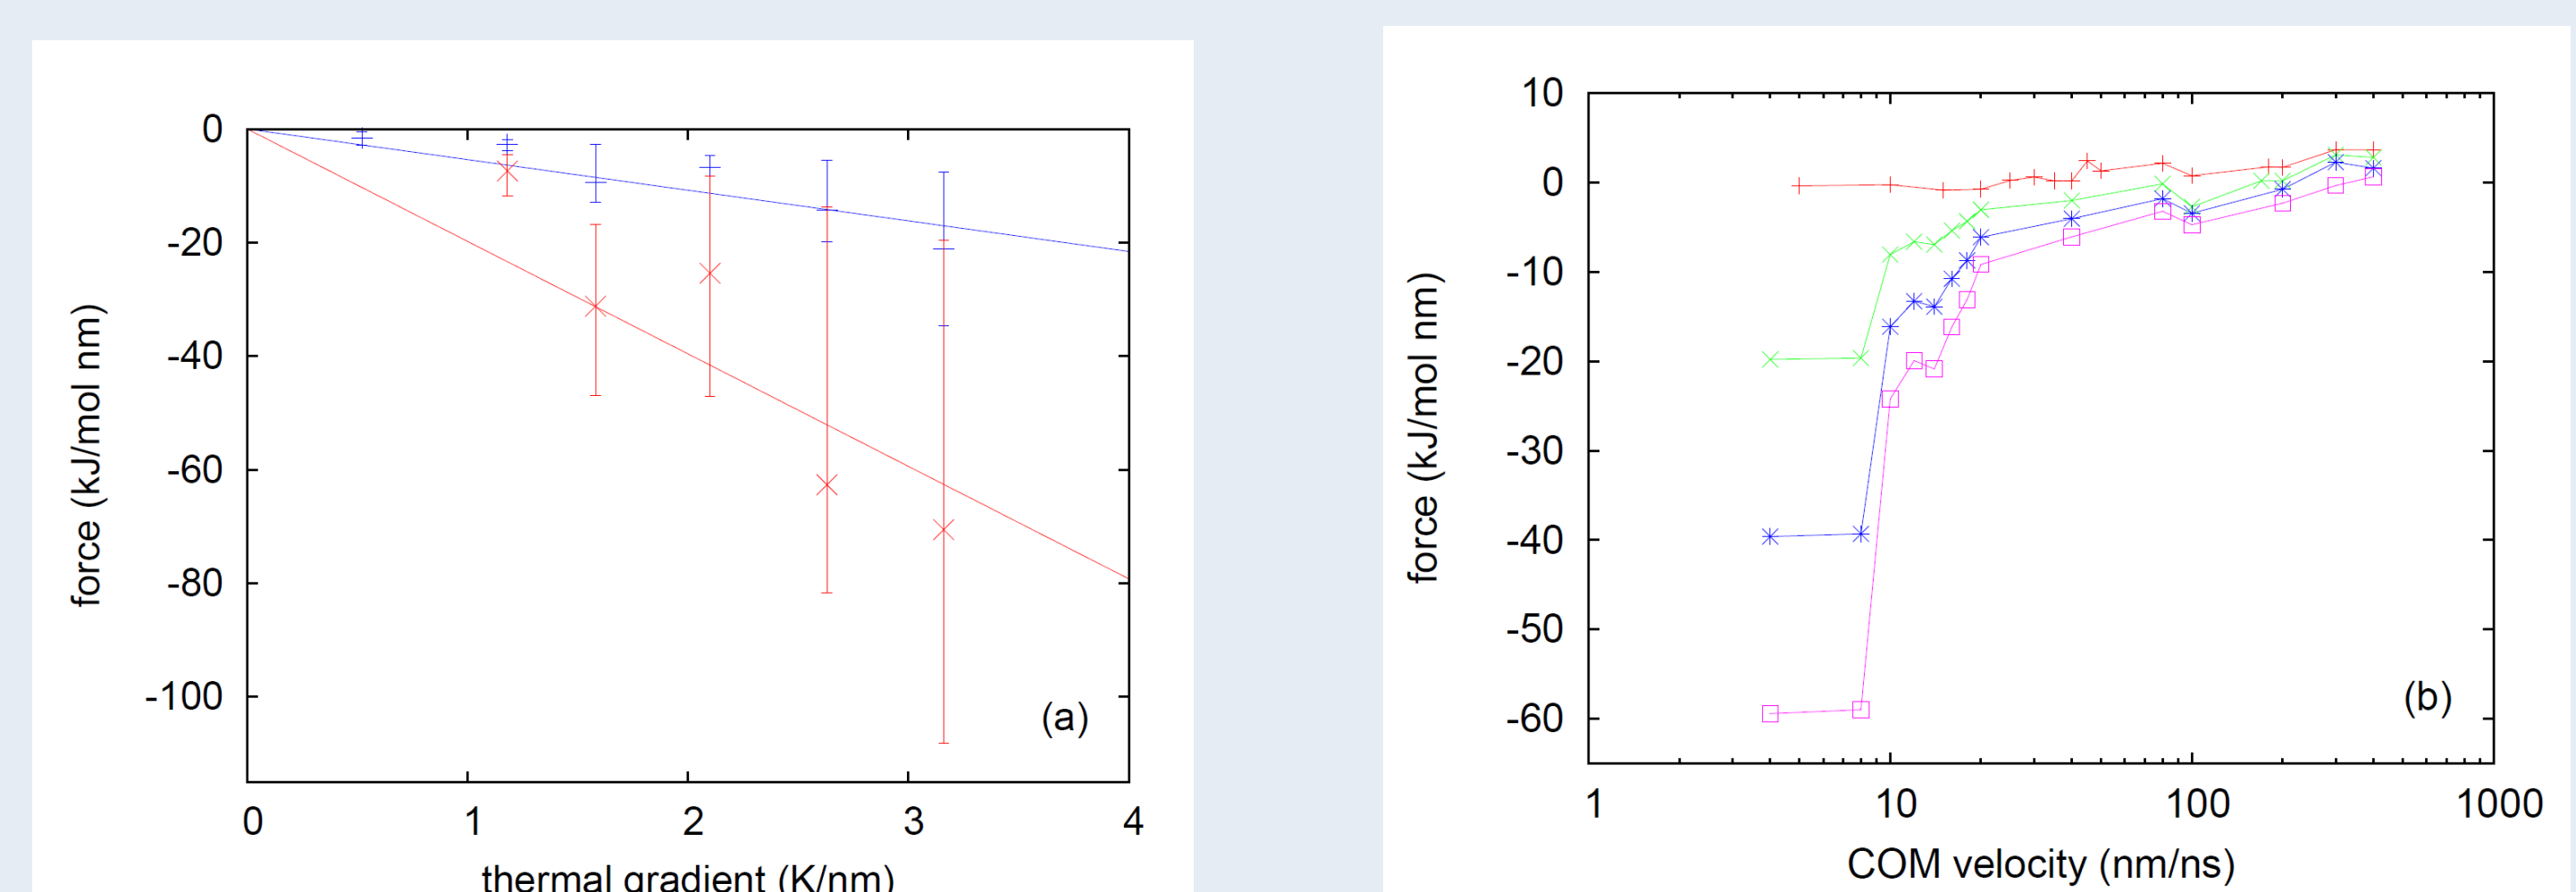 0
-20
-40
-60
-80
-100
force (kJ/mol nm)
(a)
0 1 2 3 4
thermal gradient (K/nm)
10
0
-10
-20
-30
-40
-50
-60
force (kJ/mol nm)
(b)
1 10 100 1000
COM velocity (nm/ns)